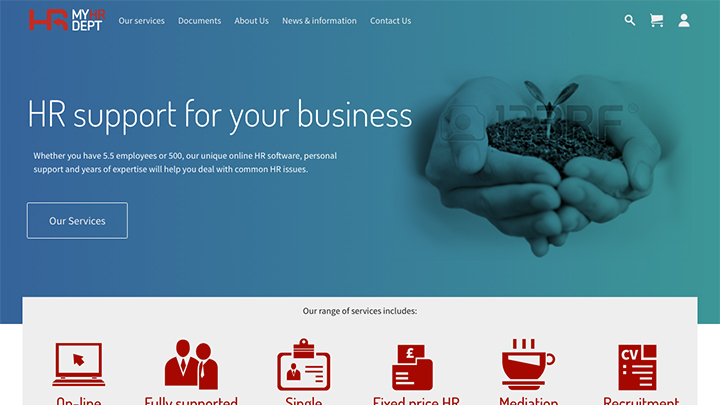 HR MYHR DEPT
Our services Documents About Us News & information Contact Us
HR support for your business
123RF
Whether you have 5.5 employees or 500, our unique online HR software, personal
support and years of expertise will help you deal with common HR issues.
Our Services
Our range of services includes:
£
CV
On-line Fully supported Single Fixed price HR Mediation Recruitment